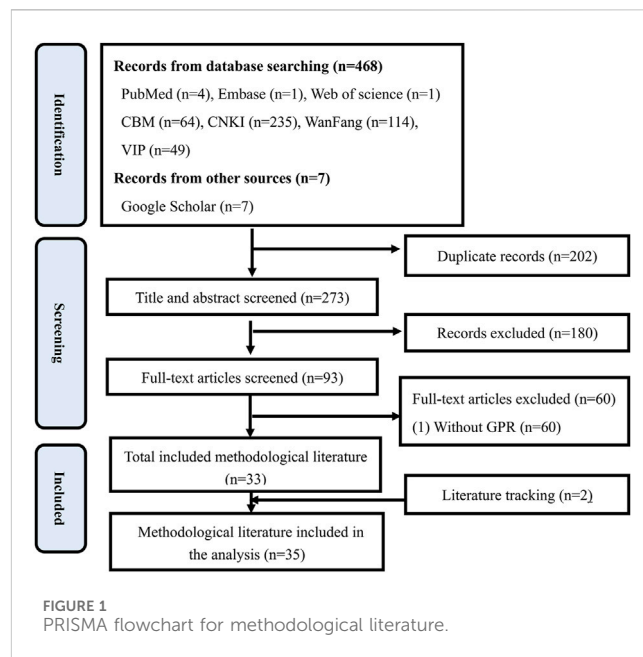 Identification
Records from database searching (n=468)
PubMed (n=4), Embase (n=1), Web of science (n=1)
CBM (n=64), CNKI (n=235), WanFang (n=114),
VIP (n=49)
Records from other sources (n=7)
Google Scholar (n=7)
Duplicate records (n=202)
Screening
Title and abstract screened (n=273)
Records excluded (n=180)
Full-text articles screened (n=93)
Full-text articles excluded (n=60)
(1) Without GPR (n=60)
Included
Total included methodological literature
(n=33)
Literature tracking (n=2)
Methodological literature included in
the analysis (n=35)
FIGURE 1
PRISMA flowchart for methodological literature.